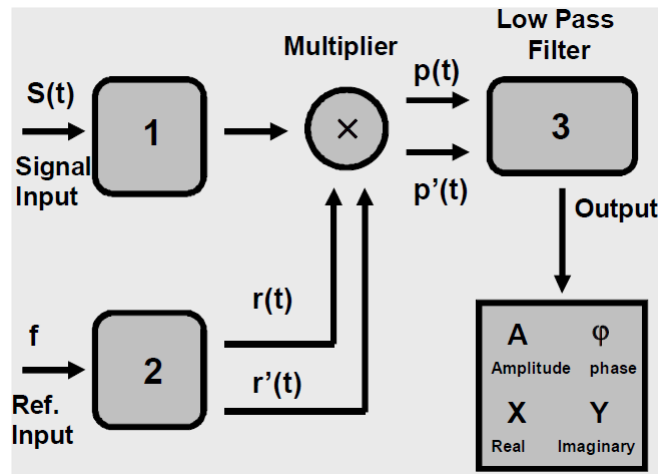 Low Pass
Filter
Multiplier
S(t)
1
×
p(t)
3
Signal
Input
p’(t)
Output
r(t)
f
2
r’(t)
Ref.
Input
A
φ
Amplitude
phase
X
Y
Real
Imaginary